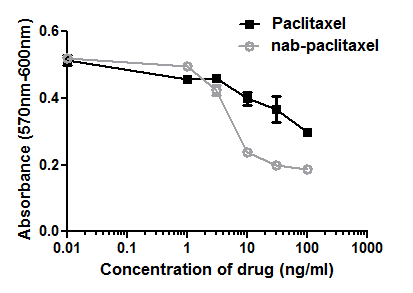 Paclitaxel
nab-paclitaxel
Absorbance (570nm-600nm)
0.6
0.4
0.2
0.0
0.01 0.1 1 10 100 1000
Concentration of drug (ng/ml)